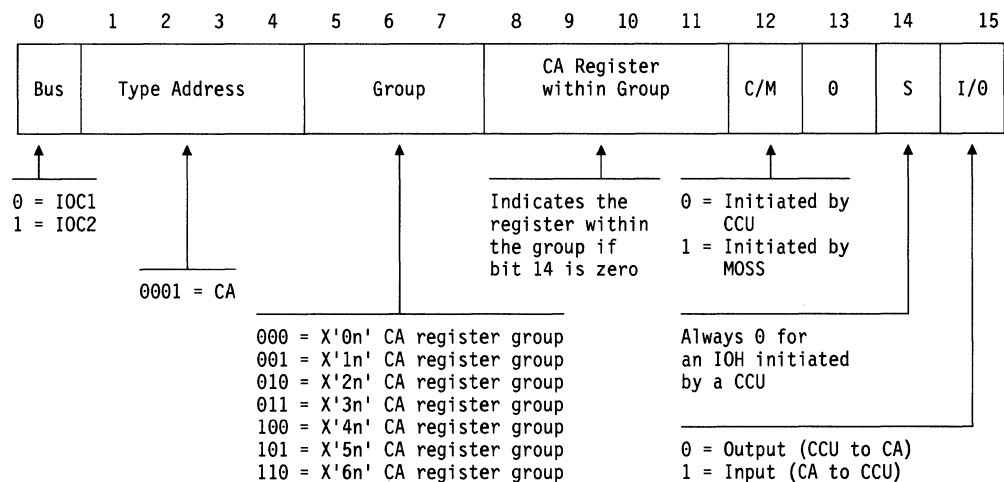 0 1 2 3 4 5 6 7 8 9 10 11 12 13 14 15
Bus
Type Address
Group
CA Register
within Group
C/M
0
S
I/0
0 = IOC1
1 = IOC2
0001 = CA
000 = X'0n' CA register group
001 = X'1n' CA register group
010 = X'2n' CA register group
011 = X'3n' CA register group
100 = X'4n' CA register group
101 = X'5n' CA register group
110 = X'6n' CA register group
Indicates the
register within
the group if
bit 14 is zero
0 = Initiated by
CCU
1 = Initiated by
MOSS
Always 0 for
an IOH initiated
by a CCU
0 = Output (CCU to CA)
1 = Input (CA to CCU)